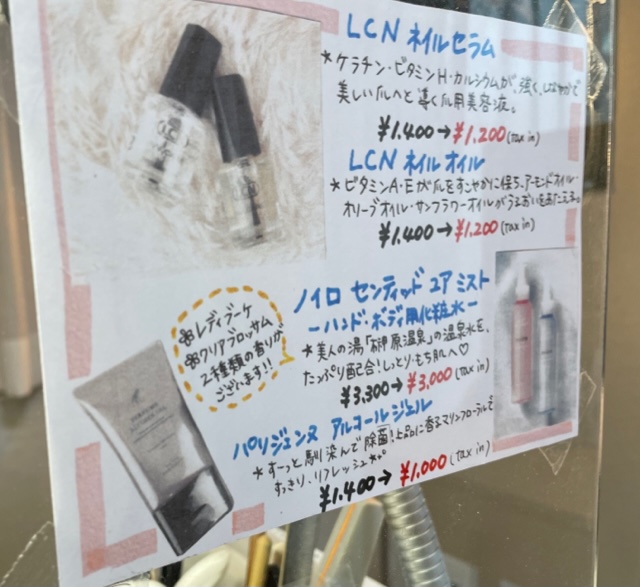 LCN ネイルセラム
*ケラチン・ビタミンH・カルシウムが、強く、しなやかで
美しい爪へと導く爪用美容液。
¥1.400→¥1.200(tax in)
LCN ネイルオイル
*ビタミンA・Eが爪をすこやかに保ち、アーモンドオイル・
オリーブオイル・サンフラワーオイルがうるおいをあたえる。
¥1.400→¥1.200(tax in)
ノイロ センティッド ユア ミスト
ーハンド・ボディ用化粧水ー
*美人の湯「榊原温泉」の温泉水を、
たっぷり配合!しっとり・もち肌へ♡
¥3.300→¥3.000(tax in)
レディブーケ
クリアブロッサム
2種類の香りが
ございます!!
パリジェンヌ アルコールジェル
*すーっと馴染んで除菌!上品に香るマリンフローラルで
すっきり、リフレッシュ
¥1.400→¥1.000(tax in)